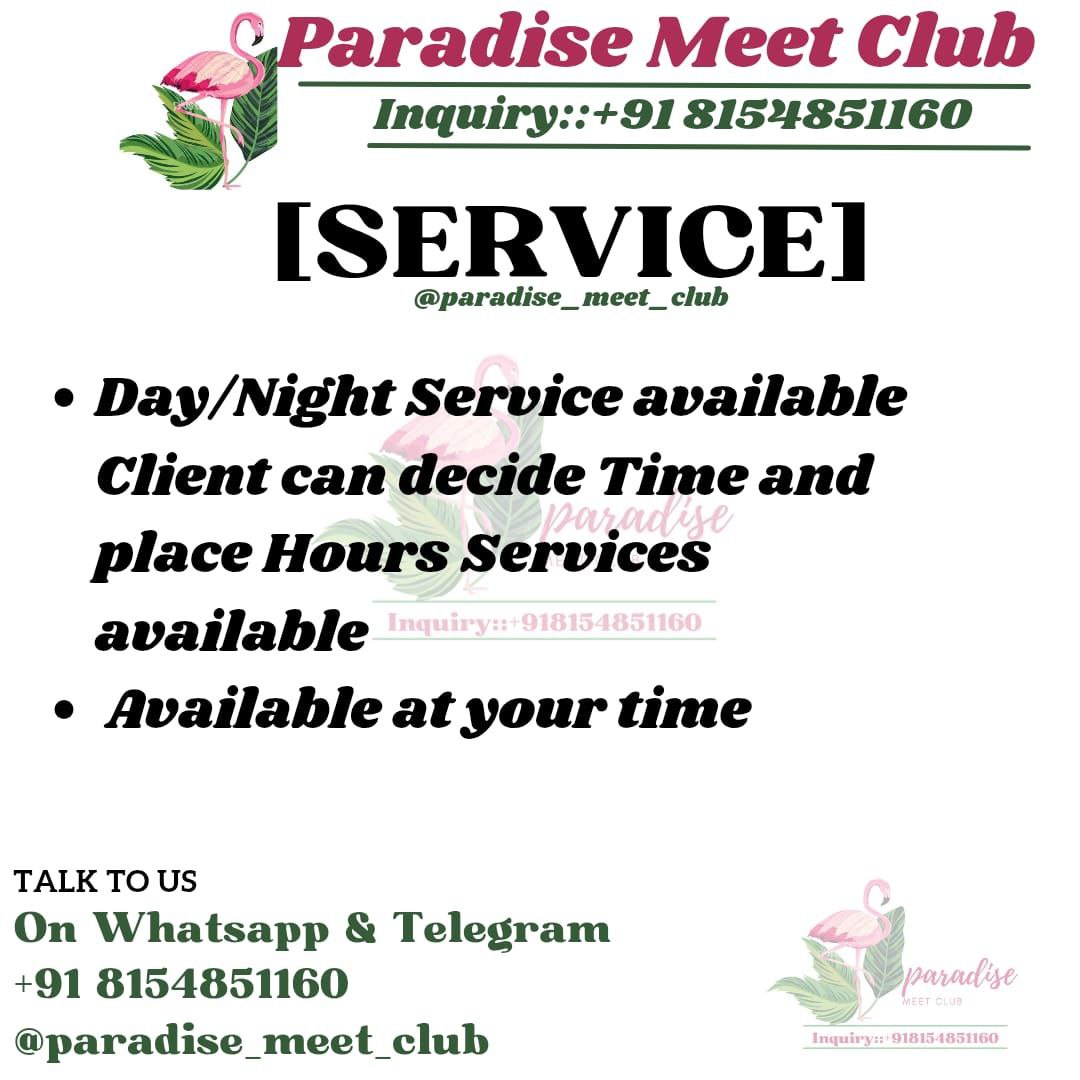 Paradise Meet Club
Inquiry::+91 8154851160
[SERVICE]
@paradise_meet_club
• Day/Night Service available
Client can decide Time and
place Hours Services
available
• Available at your time
paradise
Inquiry::+918154851160
TALK TO US
On Whatsapp & Telegram
+91 8154851160
@paradise_meet_club
paradise
MEET CLUB
Inquiry::+918154851160